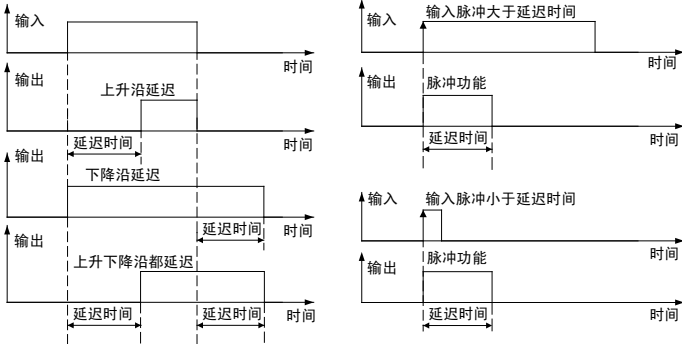 输入
时间
输出
上升沿延迟
延迟时间
时间
输出
下降沿延迟
延迟时间
时间
输出
上升下降沿都延迟
延迟时间
延迟时间
时间
输入
输入脉冲大于延迟时间
时间
输出
脉冲功能
延迟时间
时间
输入
输入脉冲小于延迟时间
时间
输出
脉冲功能
延迟时间
时间